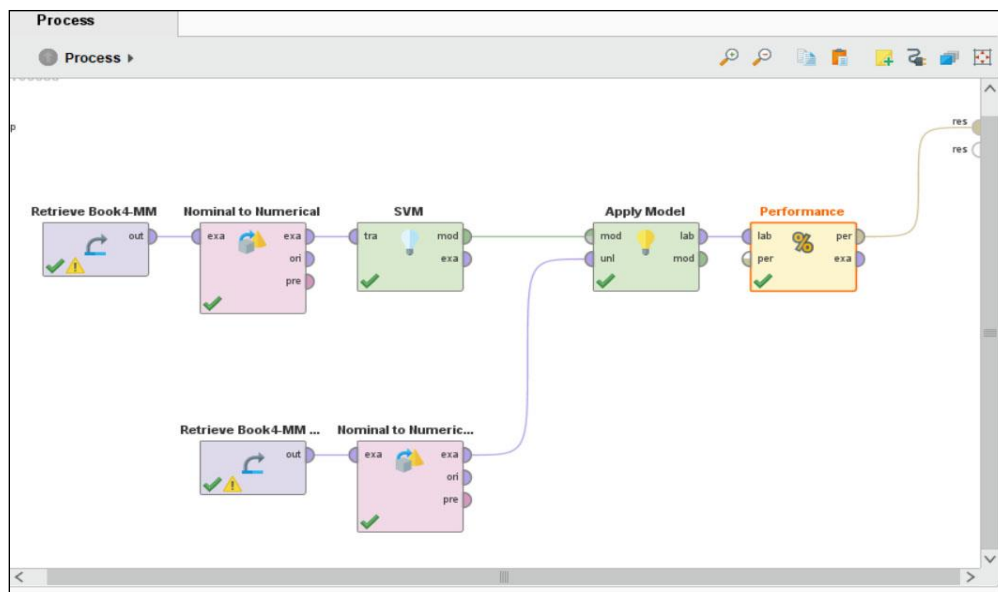 Process
Process
p
res
res
Retrieve Book4-MM
Nominal to Numerical
SVM
Apply Model
Performance
out
exa
exa
ori
pre
tra
mod
exa
mod
lab
unl
mod
lab
per
per
exa
Retrieve Book4-MM ...
Nominal to Numeric...
out
exa
exa
ori
pre